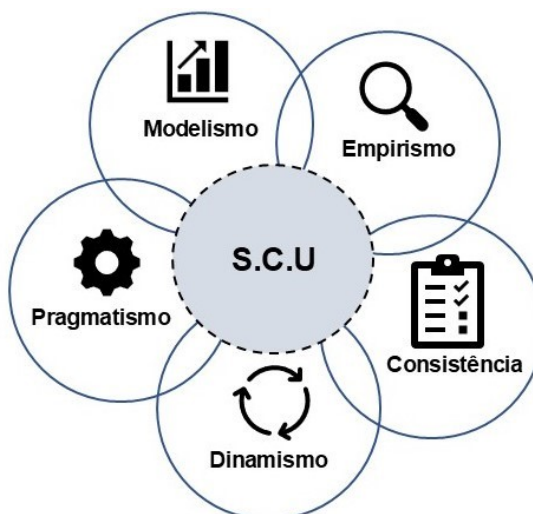 Modelismo
Empirismo
S.C.U
Pragmatismo
Consistência
Dinamismo